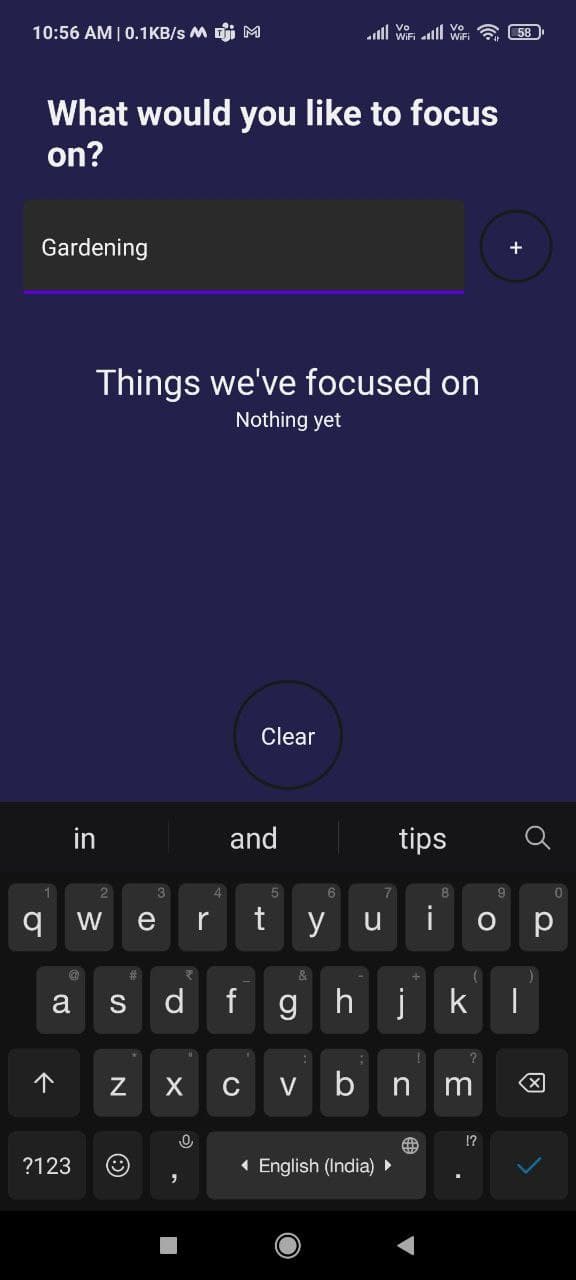 10:56 AM | 0.1KB/s Vo WiFi Vo WiFi 58
What would you like to focus
on?
Gardening +
Things we've focused on
Nothing yet
Clear
in and tips
1 2 3 4 5 6 7 8 9 0
q w e r t y u i o p
@ # ₹ _ & - + ( )
a s d f g h j k l
* " ' : ; ! ?
z x c v b n m
!?
?123 , English (India) .